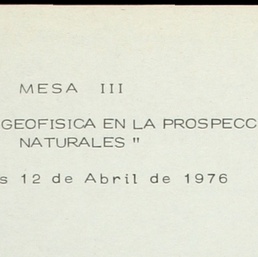 MESA III
GEOFISICA EN LA PROSPECC
NATURALES "
s 12 de Abril de 1976